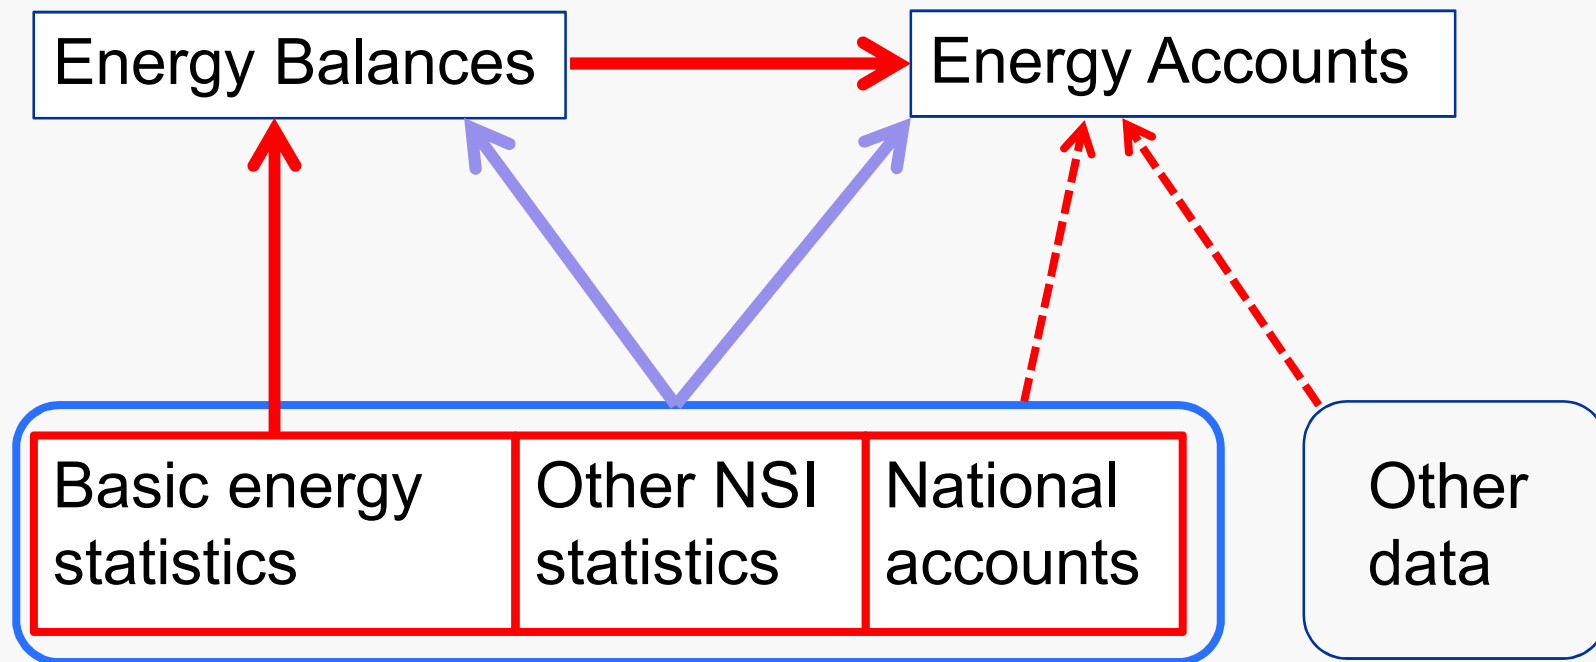 Energy Balances
Energy Accounts
Basic energy
statistics
Other NSI
statistics
National
accounts
Other
data